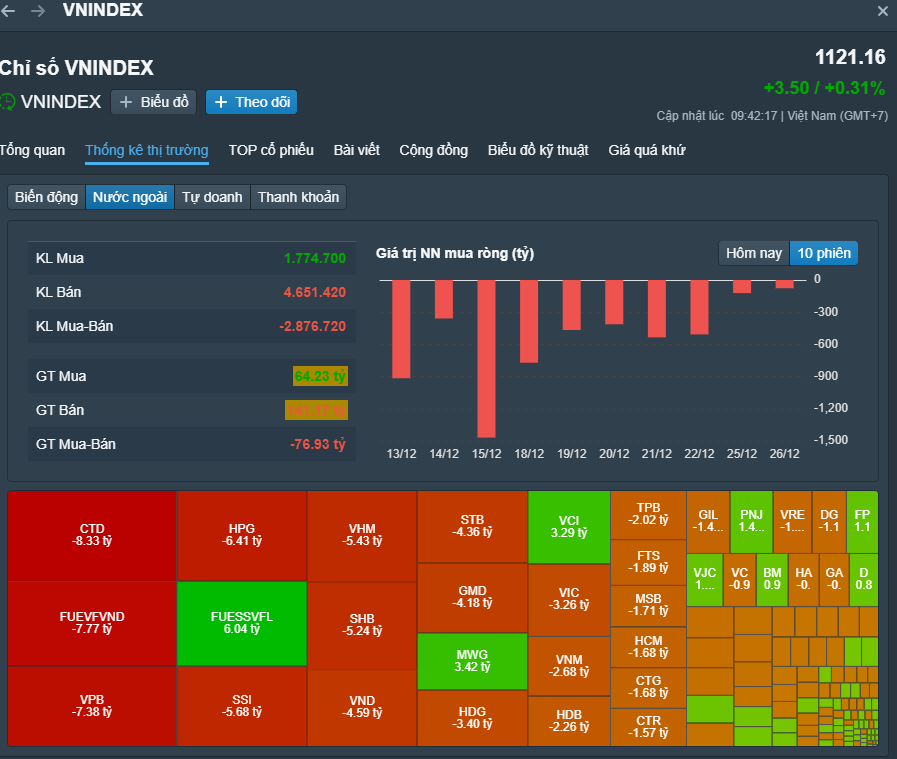 VNINDEX
Chỉ số VNINDEX
1121.16
+3.50 / +0.31%
VNINDEX + Biểu đồ + Theo dõi
Cập nhật lúc 09:42:17 | Việt Nam (GMT+7)
Tổng quan Thống kê thị trường TOP cổ phiếu Bài viết Cộng đồng Biểu đồ kỹ thuật Giá quá khứ
Biến động Nước ngoài Tự doanh Thanh khoản
KL Mua 1.774.700
KL Bán 4.651.420
KL Mua-Bán -2.876.720
GT Mua 64.23 tỷ
GT Bán
GT Mua-Bán -76.93 tỷ
Giá trị NN mua ròng (tỷ)
Hôm nay 10 phiên
0
-300
-600
-900
-1,200
-1,500
13/12 14/12 15/12 18/12 19/12 20/12 21/12 22/12 25/12 26/12
CTD
-8.33 tỷ
FUEVFVND
-7.77 tỷ
VPB
-7.38 tỷ
HPG
-6.41 tỷ
FUESSVFL
6.04 tỷ
SSI
-5.68 tỷ
VHM
-5.43 tỷ
SHB
-5.24 tỷ
VND
-4.59 tỷ
STB
-4.36 tỷ
GMD
-4.18 tỷ
MWG
3.42 tỷ
HDG
-3.40 tỷ
VCI
3.29 tỷ
VIC
-3.26 tỷ
VNM
-2.68 tỷ
HDB
-2.26 tỷ
TPB
-2.02 tỷ
FTS
-1.89 tỷ
MSB
-1.71 tỷ
HCM
-1.68 tỷ
CTG
-1.68 tỷ
CTR
-1.57 tỷ
GIL
-1.4...
PNJ
1.4...
VRE
-1....
DG
-1.1
FP
1.1
VJC
1....
VC
-0.9
BM
0.9
HA
-0.
GA
-0.
D
0.8